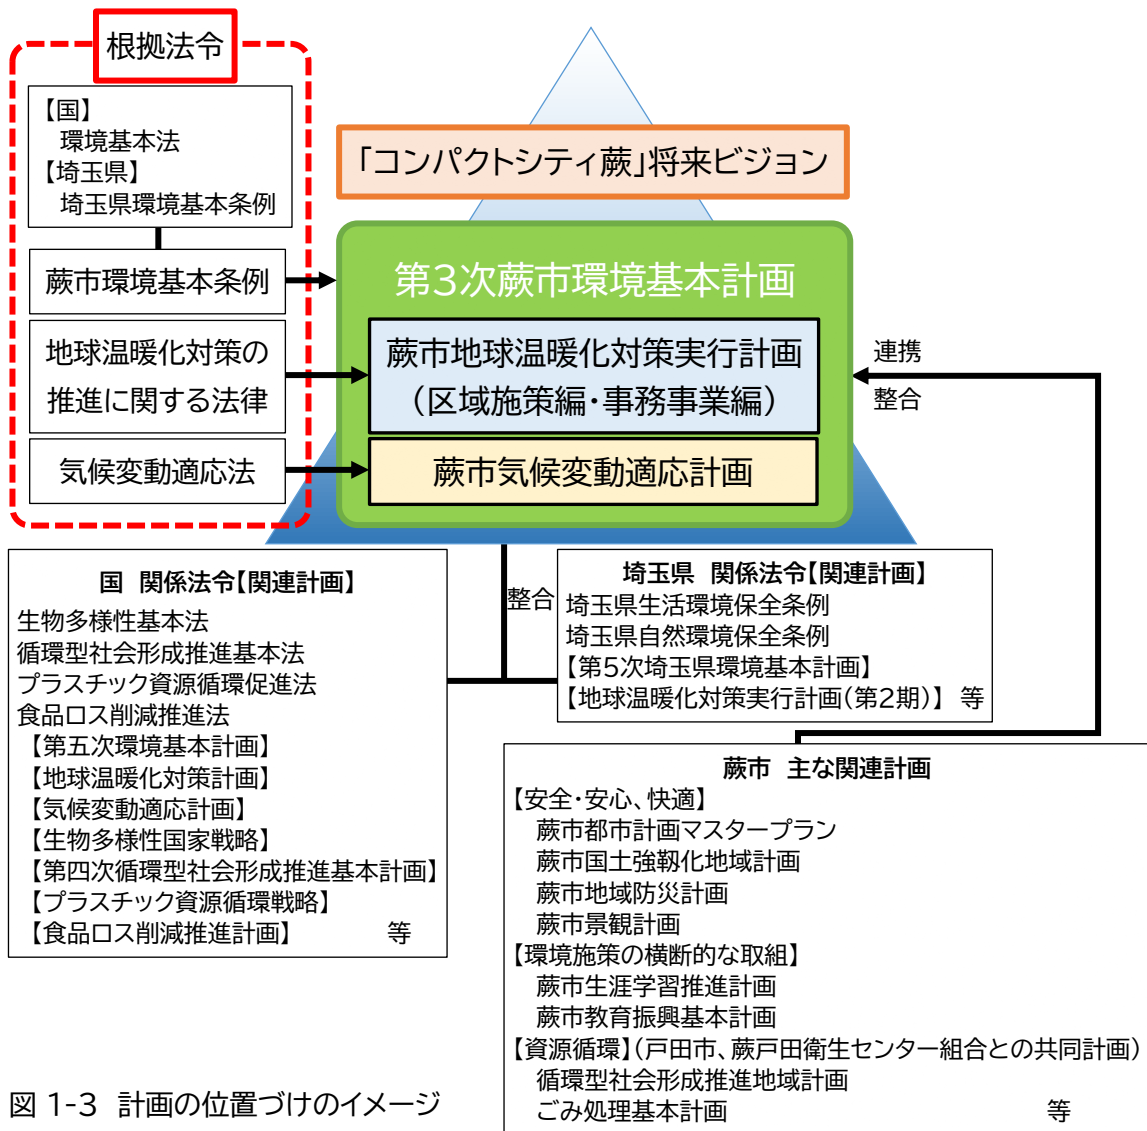 根拠法令
【国】
環境基本法
【埼玉県】
埼玉県環境基本条例
蕨市環境基本条例
地球温暖化対策の
推進に関する法律
気候変動適応法
「コンパクトシティ蕨」将来ビジョン
第3次蕨市環境基本計画
蕨市地球温暖化対策実行計画
（区域施策編・事務事業編）
蕨市気候変動適応計画
連携
整合
国 関係法令【関連計画】
生物多様性基本法
循環型社会形成推進基本法
プラスチック資源循環促進法
食品ロス削減推進法
【第五次環境基本計画】
【地球温暖化対策計画】
【気候変動適応計画】
【生物多様性国家戦略】
【第四次循環型社会形成推進基本計画】
【プラスチック資源循環戦略】
【食品ロス削減推進計画】 等
整合
埼玉県 関係法令【関連計画】
埼玉県生活環境保全条例
埼玉県自然環境保全条例
【第5次埼玉県環境基本計画】
【地球温暖化対策実行計画(第2期)】 等
蕨市 主な関連計画
【安全・安心、快適】
蕨市都市計画マスタープラン
蕨市国土強靱化地域計画
蕨市地域防災計画
蕨市景観計画
【環境施策の横断的な取組】
蕨市生涯学習推進計画
蕨市教育振興基本計画
【資源循環】(戸田市、蕨戸田衛生センター組合との共同計画)
循環型社会形成推進地域計画
ごみ処理基本計画 等
図 1-3 計画の位置づけのイメージ